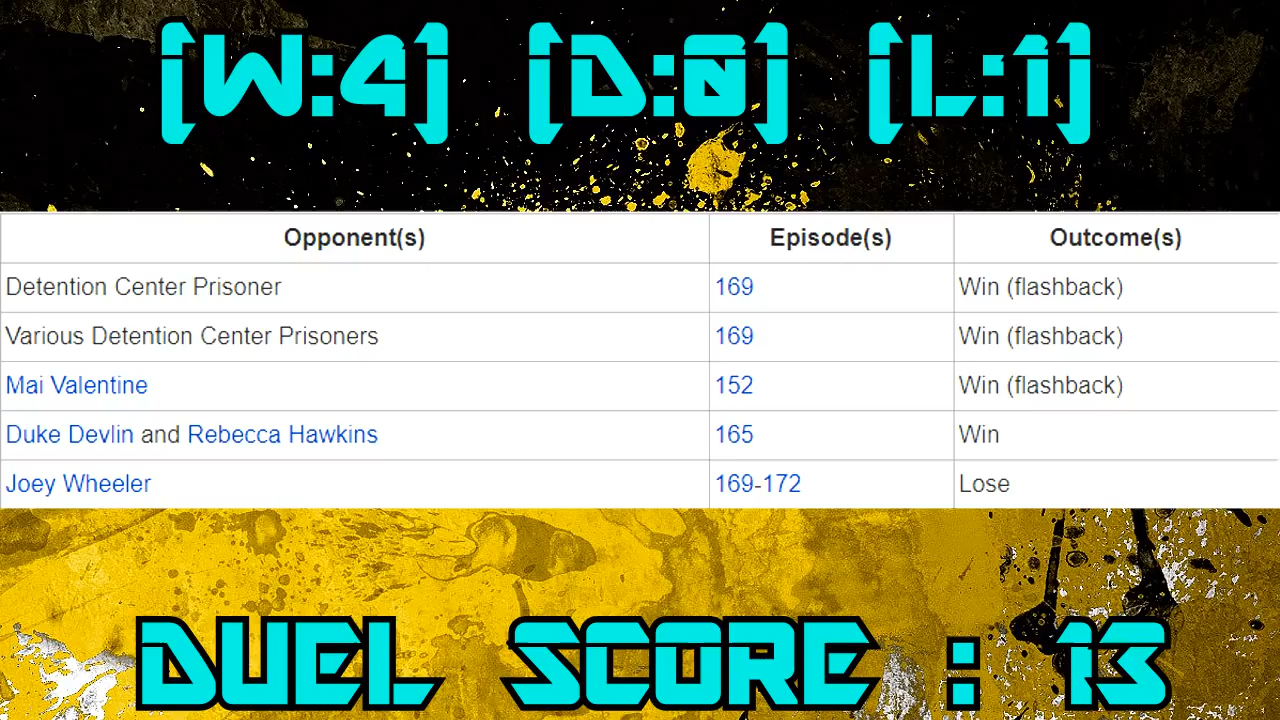 [W:4] [D:0] [L:1]
Opponent(s) Episode(s) Outcome(s)
Detention Center Prisoner 169 Win (flashback)
Various Detention Center Prisoners 169 Win (flashback)
Mai Valentine 152 Win (flashback)
Duke Devlin and Rebecca Hawkins 165 Win
Joey Wheeler 169-172 Lose
DUEL SCORE : 13